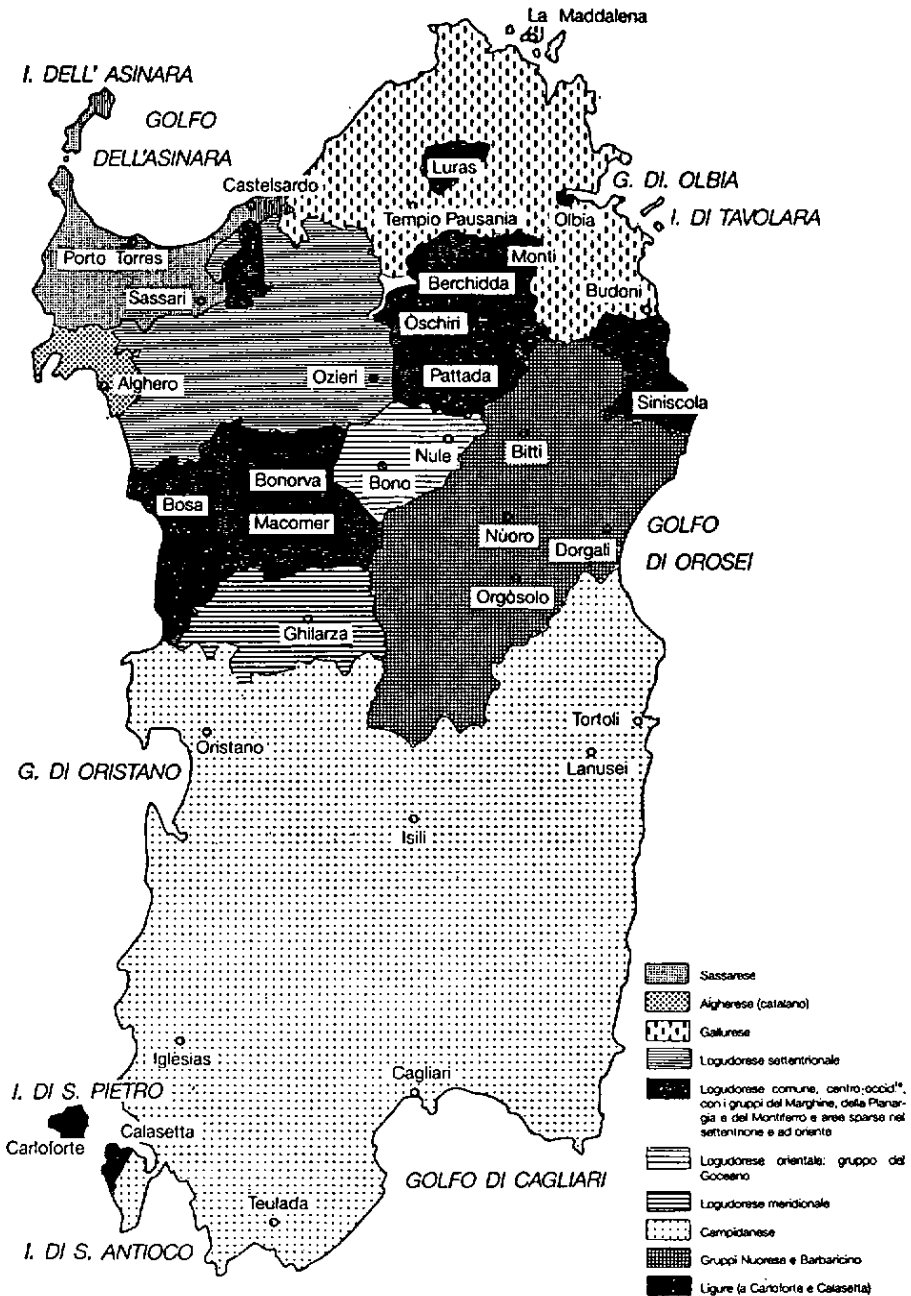 La Maddalena
I. DELL' ASINARA
GOLFO
DELL'ASINARA
Luras
Castelsardo
G. DI. OLBIA
Tempio Pausania
Olbia
I. DI TAVOLARA
Porto Torres
Monti
Berchidda
Sassari
Budoni
Òschiri
Alghero
Ozieri
Pattada
Siniscola
Nule
Bitti
Bonorva
Bono
Bosa
Macomer
Nùoro
GOLFO
Dorgali
DI OROSEI
Orgòsolo
Ghilarza
Tortoli
Oristano
Lanusei
G. DI ORISTANO
Isili
Iglesias
Cagliari
I. DI S. PIETRO
Carloforte
Calasetta
GOLFO DI CAGLIARI
Teulada
I. DI S. ANTIOCO
Sassarese
Algherese (catalano)
Gallurese
Logudorese settentrionale
Logudorese comune, centro-occid.le,
con i gruppi del Marghine, della Planar-
gia e del Montiferro e aree sparse nel
settentrione e ad oriente
Logudorese orientale: gruppo del
Goceano
Logudorese meridionale
Campidanese
Gruppi Nuorese e Barbaricino
Ligure (a Carloforte e Calasetta)